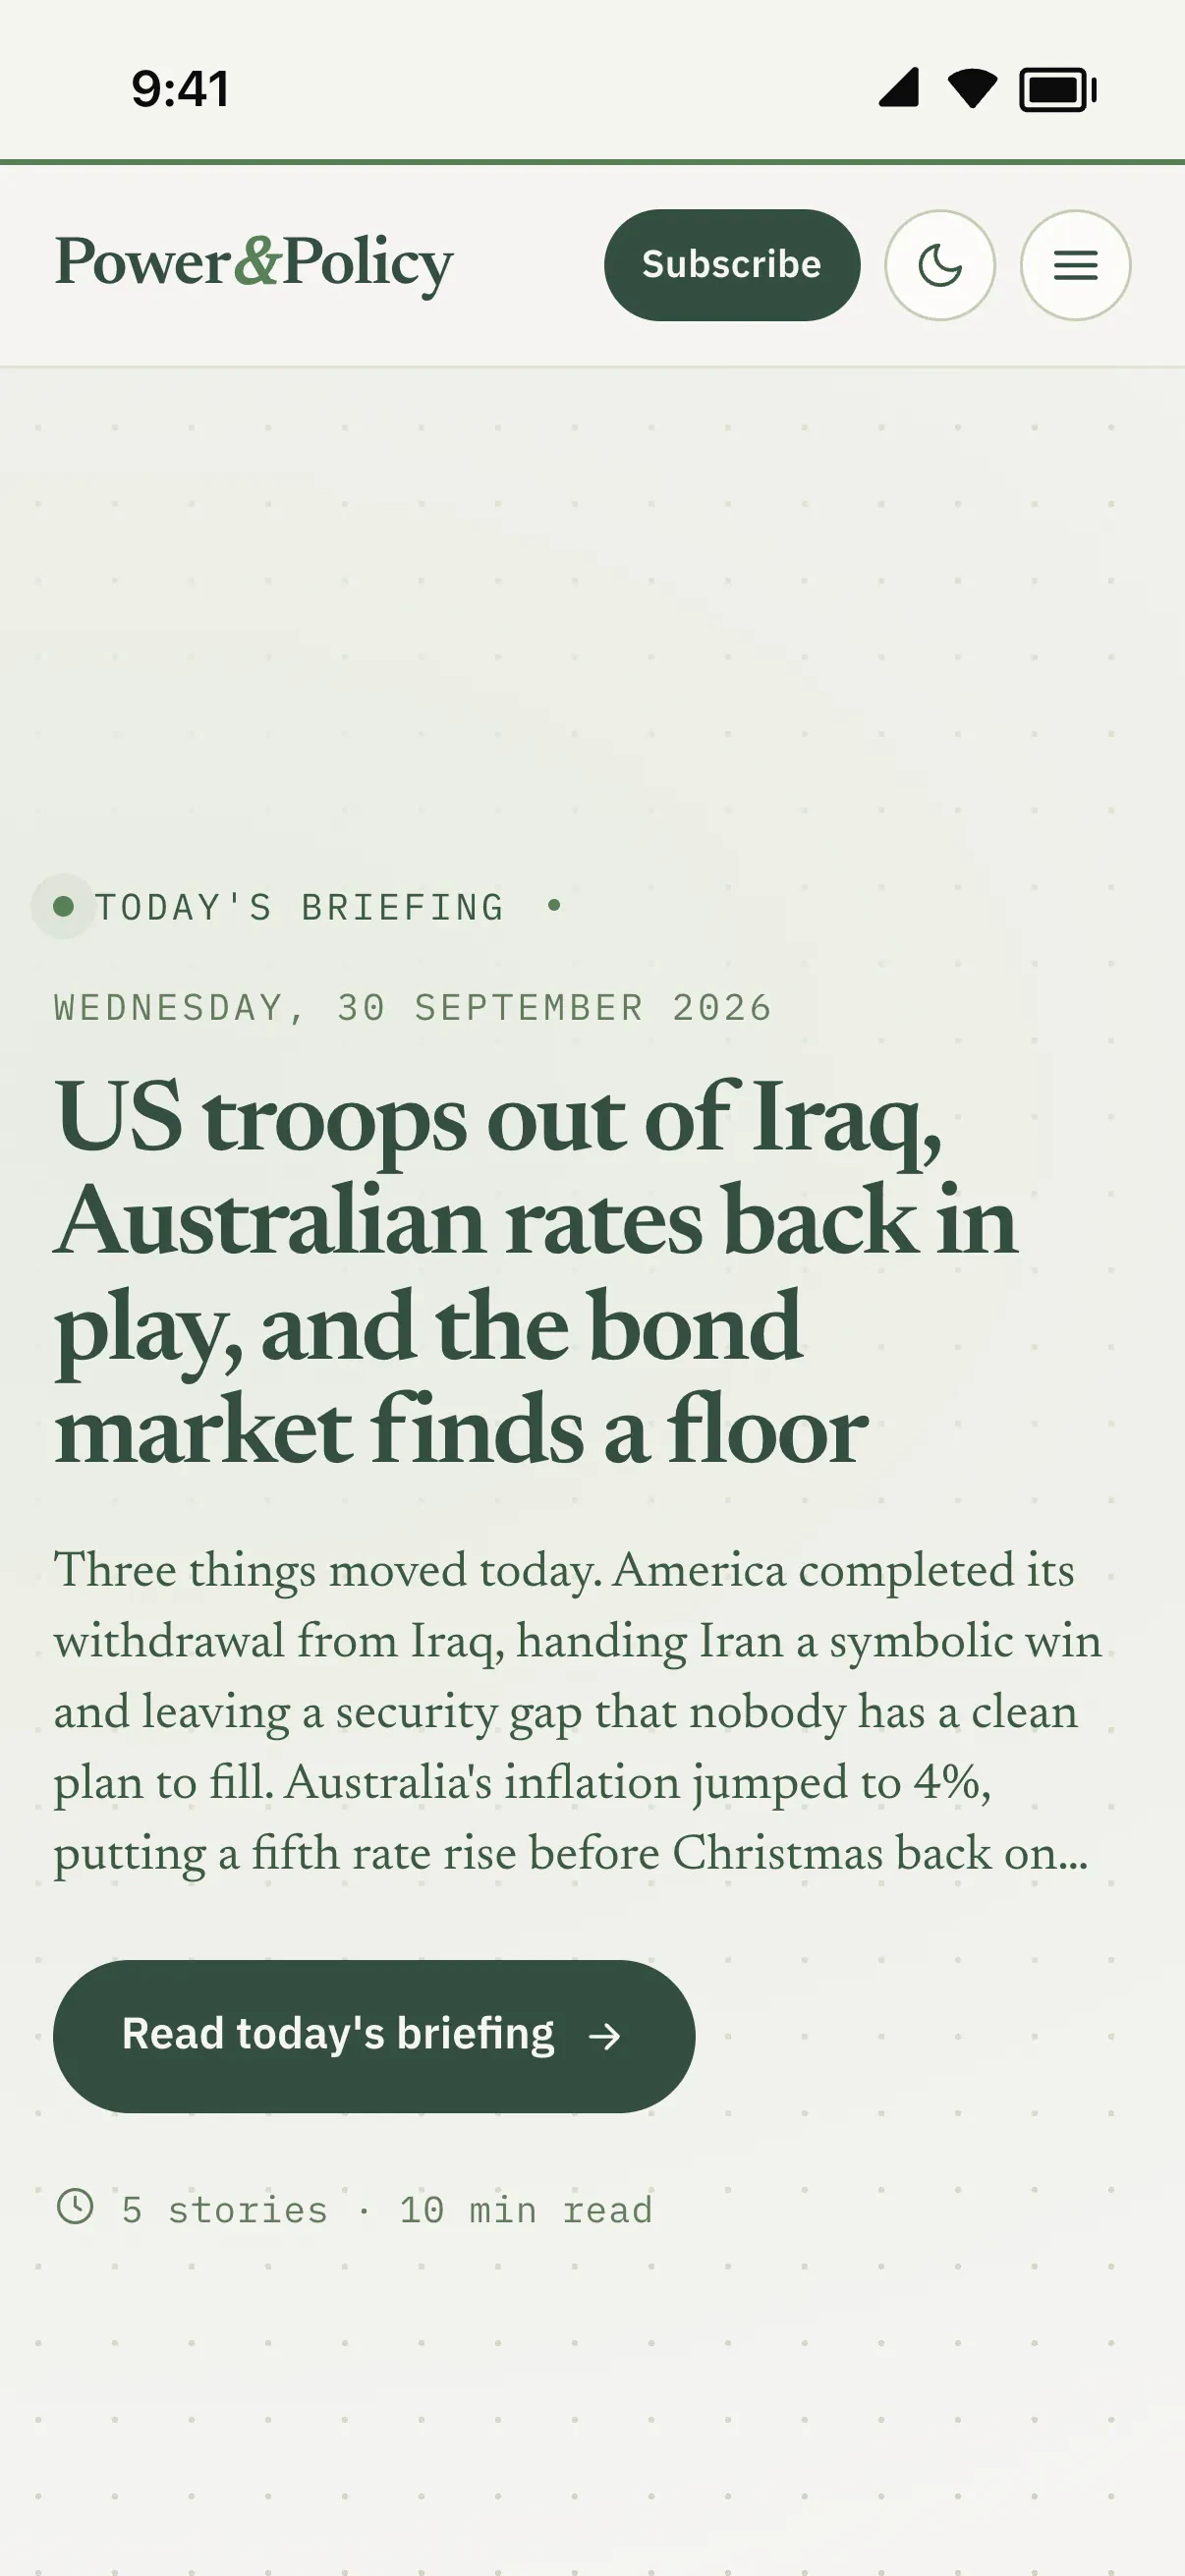 9:41
Power&Policy
Subscribe
TODAY'S BRIEFING •
WEDNESDAY, 30 SEPTEMBER 2026
US troops out of Iraq,
Australian rates back in
play, and the bond
market finds a floor
Three things moved today. America completed its
withdrawal from Iraq, handing Iran a symbolic win
and leaving a security gap that nobody has a clean
plan to fill. Australia's inflation jumped to 4%,
putting a fifth rate rise before Christmas back on...
Read today's briefing →
5 stories · 10 min read